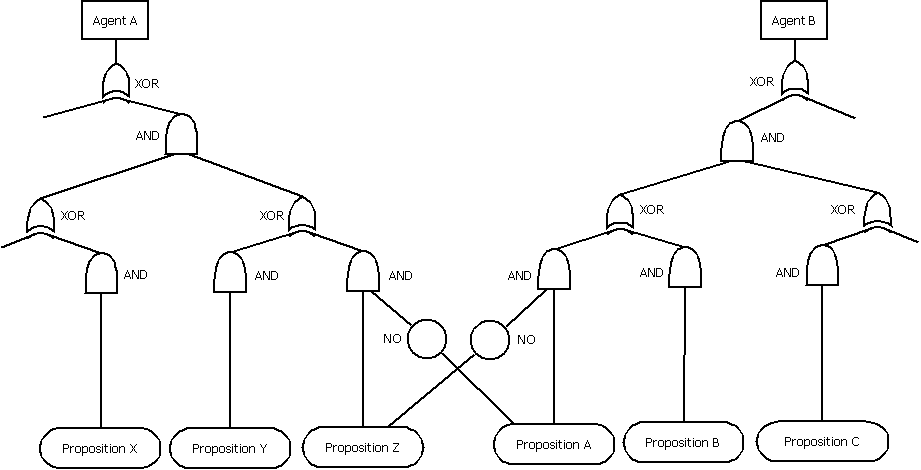 Agent A
Agent B
XOR
XOR
AND
AND
XOR
XOR
XOR
XOR
AND
AND
AND
AND
AND
AND
NO
NO
Proposition X
Proposition Y
Proposition Z
Proposition A
Proposition B
Proposition C